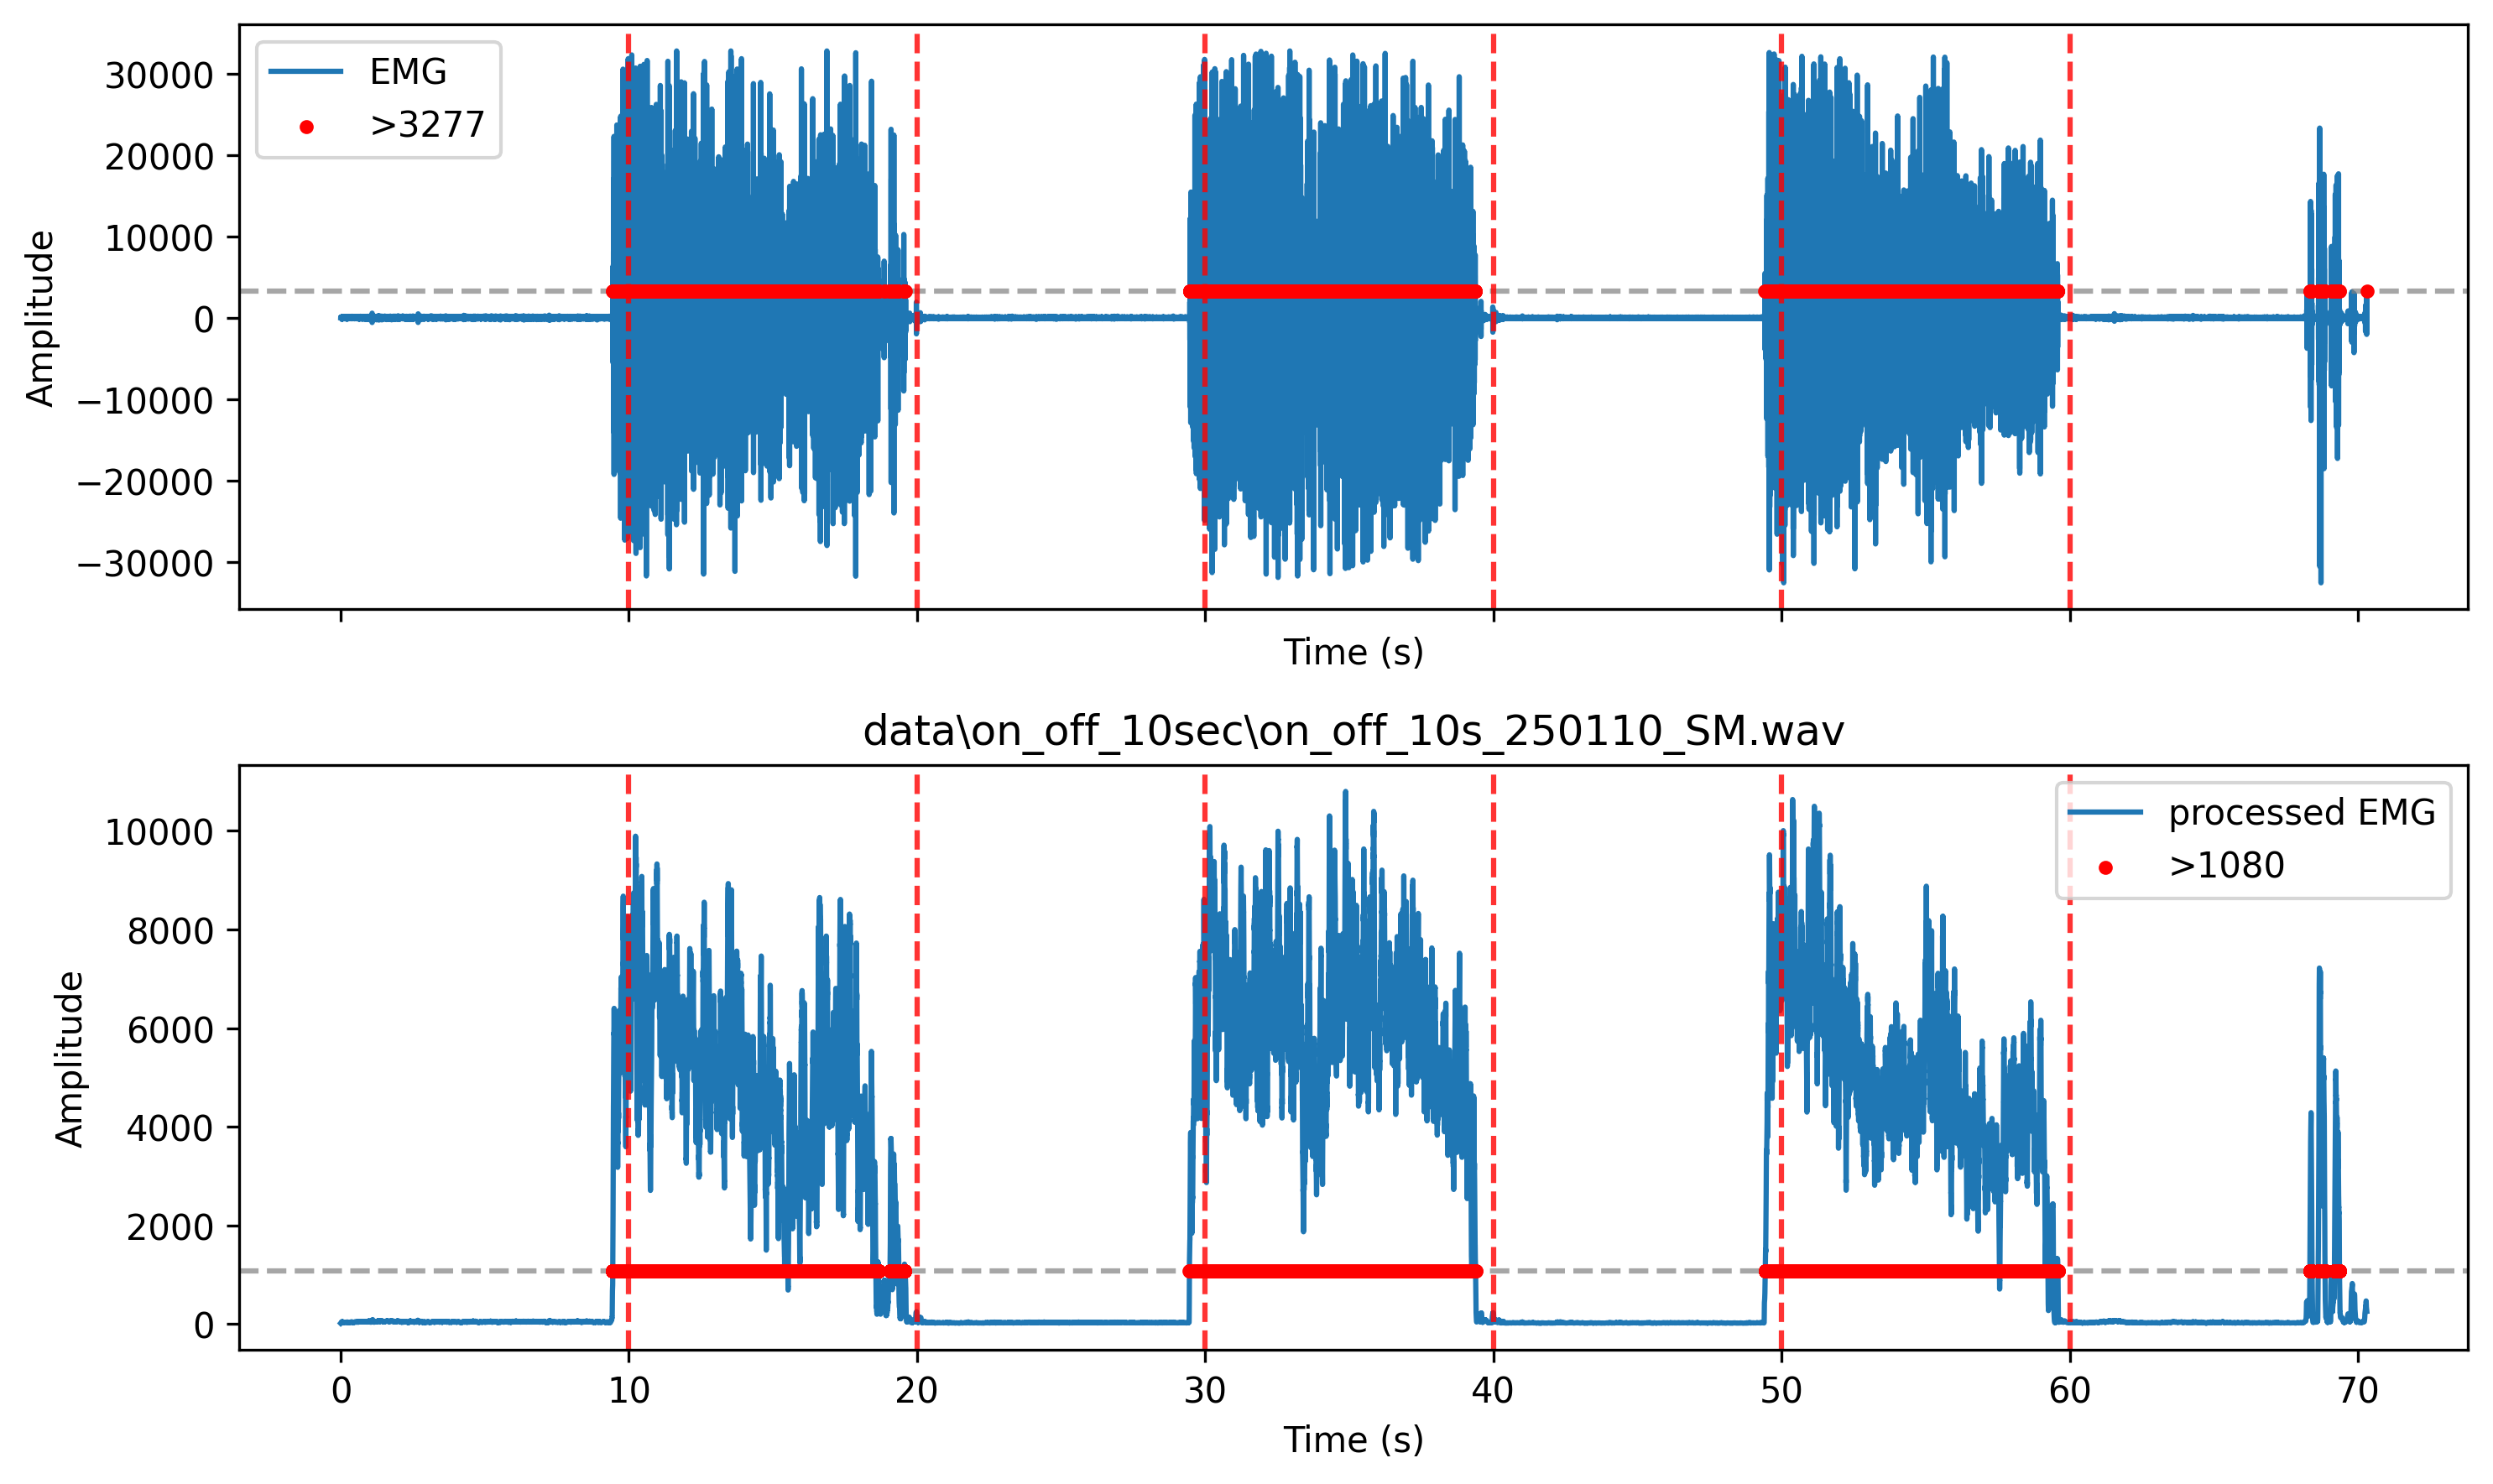 EMG
>3277
30000
20000
10000
0
−10000
−20000
−30000
Amplitude
Time (s)
data\on_off_10sec\on_off_10s_250110_SM.wav
processed EMG
>1080
10000
8000
6000
4000
2000
0
Amplitude
0 10 20 30 40 50 60 70
Time (s)